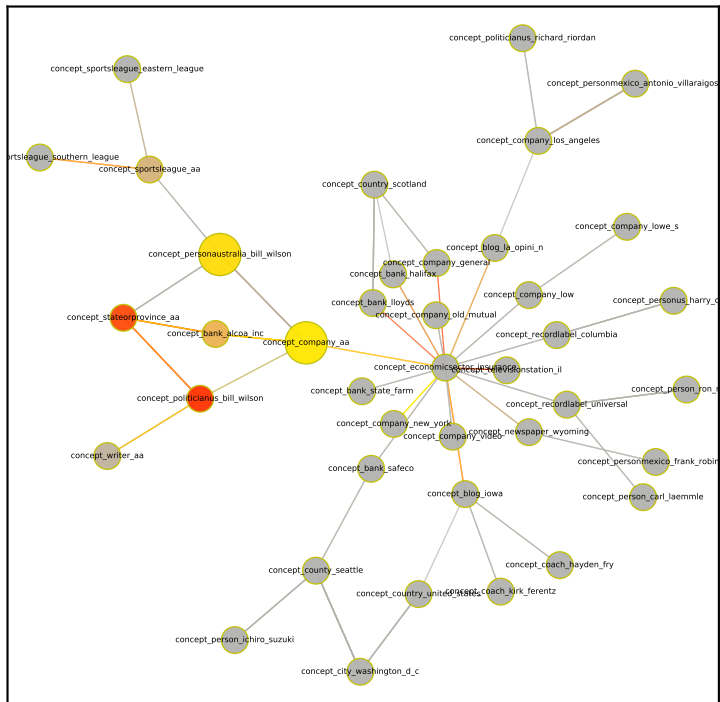 concept_politicianus_richard_riordan
concept_sportsleague_eastern_league
concept_personmexico_antonio_villaraigos
concept_company_los_angeles
ortsleague_southern_league
concept_sportsleague_aa
concept_country_scotland
concept_company_lowe_s
concept_blog_la_opini_n
concept_personaustralia_bill_wilson
concept_company_general
concept_bank_halifax
concept_company_low
concept_personus_harry_c
concept_bank_lloyds
concept_company_old_mutual
concept_stateorprovince_aa
concept_bank_alcoa_inc
concept_recordlabel_columbia
concept_company_aa
concept_economicsector_insurance
concept_televisionstation_il
concept_bank_state_farm
concept_person_ron_
concept_politicianus_bill_wilson
concept_recordlabel_universal
concept_company_new_york
concept_newspaper_wyoming
concept_company_video
concept_writer_aa
concept_personmexico_frank_robin
concept_bank_safeco
concept_blog_iowa
concept_person_carl_laemmle
concept_coach_hayden_fry
concept_county_seattle
concept_country_united_states
concept_coach_kirk_ferentz
concept_person_ichiro_suzuki
concept_city_washington_d_c